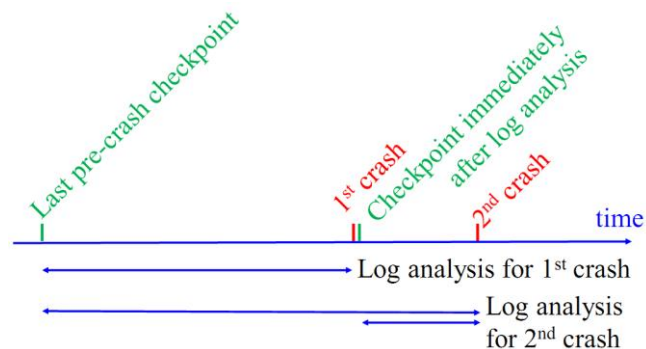 Last pre-crash checkpoint
1st crash
Checkpoint immediately
after log analysis
2nd crash
time
Log analysis for 1st crash
Log analysis
for 2nd crash